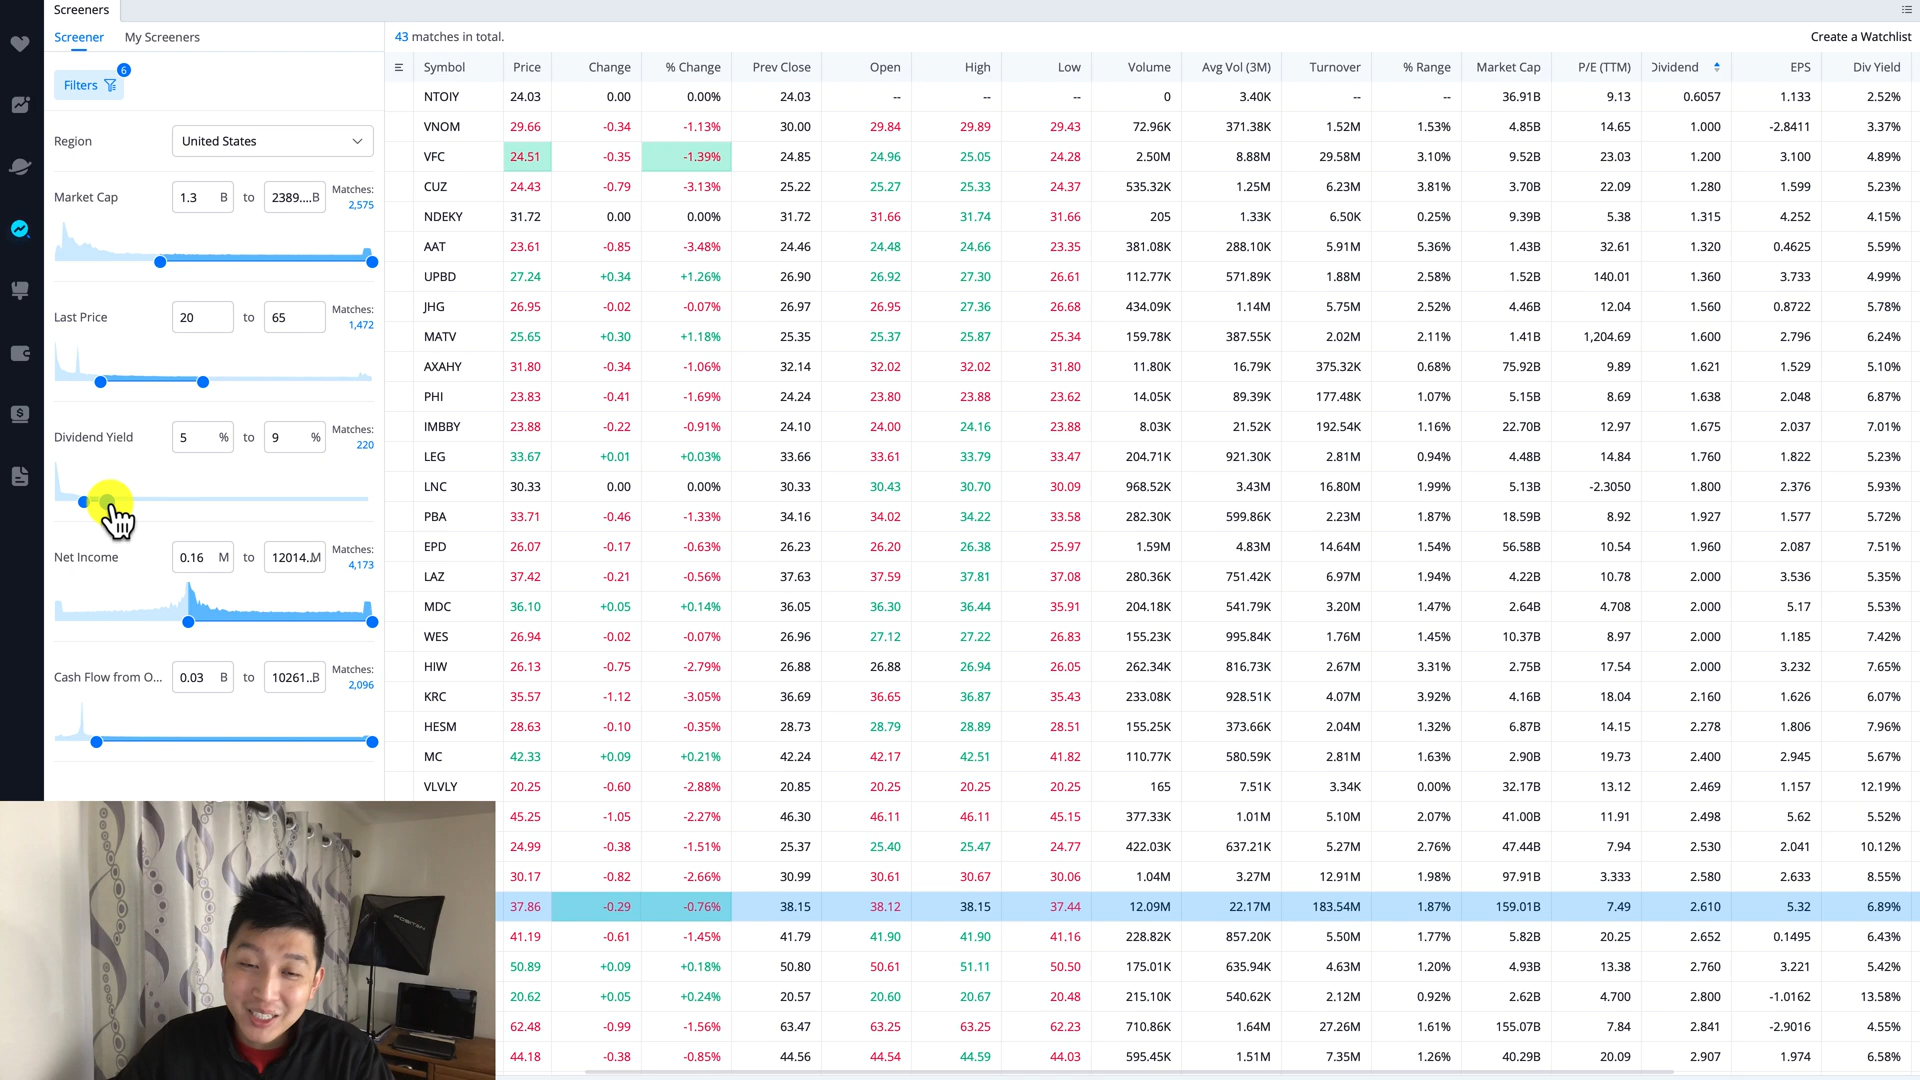 Screeners
Screener My Screeners
43 matches in total. Create a Watchlist
Filters 6
Region United States
Market Cap 1.3 B to 2389....B Matches: 2,575
Last Price 20 to 65 Matches: 1,472
Dividend Yield 5 % to 9 % Matches: 220
Net Income 0.16 M to 12014..M Matches: 4,173
Cash Flow from O... 0.03 B to 10261..B Matches: 2,096
Symbol Price Change % Change Prev Close Open High Low Volume Avg Vol (3M) Turnover % Range Market Cap P/E (TTM) Dividend EPS Div Yield
NTOIY 24.03 0.00 0.00% 24.03 -- -- -- 0 3.40K -- -- 36.91B 9.13 0.6057 1.133 2.52%
VNOM 29.66 -0.34 -1.13% 30.00 29.84 29.89 29.43 72.96K 371.38K 1.52M 1.53% 4.85B 14.65 1.000 -2.8411 3.37%
VFC 24.51 -0.35 -1.39% 24.85 24.96 25.05 24.28 2.50M 8.88M 29.58M 3.10% 9.52B 23.03 1.200 3.100 4.89%
CUZ 24.43 -0.79 -3.13% 25.22 25.27 25.33 24.37 535.32K 1.25M 6.23M 3.81% 3.70B 22.09 1.280 1.599 5.23%
NDEKY 31.72 0.00 0.00% 31.72 31.66 31.74 31.66 205 1.33K 6.50K 0.25% 9.39B 5.38 1.315 4.252 4.15%
AAT 23.61 -0.85 -3.48% 24.46 24.48 24.66 23.35 381.08K 288.10K 5.91M 5.36% 1.43B 32.61 1.320 0.4625 5.59%
UPBD 27.24 +0.34 +1.26% 26.90 26.92 27.30 26.61 112.77K 571.89K 1.88M 2.58% 1.52B 140.01 1.360 3.733 4.99%
JHG 26.95 -0.02 -0.07% 26.97 26.95 27.36 26.68 434.09K 1.14M 5.75M 2.52% 4.46B 12.04 1.560 0.8722 5.78%
MATV 25.65 +0.30 +1.18% 25.35 25.37 25.87 25.34 159.78K 387.55K 2.02M 2.11% 1.41B 1,204.69 1.600 2.796 6.24%
AXAHY 31.80 -0.34 -1.06% 32.14 32.02 32.02 31.80 11.80K 16.79K 375.32K 0.68% 75.92B 9.89 1.621 1.529 5.10%
PHI 23.83 -0.41 -1.69% 24.24 23.80 23.88 23.62 14.05K 89.39K 177.48K 1.07% 5.15B 8.69 1.638 2.048 6.87%
IMBBY 23.88 -0.22 -0.91% 24.10 24.00 24.16 23.88 8.03K 21.52K 192.54K 1.16% 22.70B 12.97 1.675 2.037 7.01%
LEG 33.67 +0.01 +0.03% 33.66 33.61 33.79 33.47 204.71K 921.30K 2.81M 0.94% 4.48B 14.84 1.760 1.822 5.23%
LNC 30.33 0.00 0.00% 30.33 30.43 30.70 30.09 968.52K 3.43M 16.80M 1.99% 5.13B -2.3050 1.800 2.376 5.93%
PBA 33.71 -0.46 -1.33% 34.16 34.02 34.22 33.58 282.30K 599.86K 2.23M 1.87% 18.59B 8.92 1.927 1.577 5.72%
EPD 26.07 -0.17 -0.63% 26.23 26.20 26.38 25.97 1.59M 4.83M 14.64M 1.54% 56.58B 10.54 1.960 2.087 7.51%
LAZ 37.42 -0.21 -0.56% 37.63 37.59 37.81 37.08 280.36K 751.42K 6.97M 1.94% 4.22B 10.78 2.000 3.536 5.35%
MDC 36.10 +0.05 +0.14% 36.05 36.30 36.44 35.91 204.18K 541.79K 3.20M 1.47% 2.64B 4.708 2.000 5.17 5.53%
WES 26.94 -0.02 -0.07% 26.96 27.12 27.22 26.83 155.23K 995.84K 1.76M 1.45% 10.37B 8.97 2.000 1.185 7.42%
HIW 26.13 -0.75 -2.79% 26.88 26.88 26.94 26.05 262.34K 816.73K 2.67M 3.31% 2.75B 17.54 2.000 3.232 7.65%
KRC 35.57 -1.12 -3.05% 36.69 36.65 36.87 35.43 233.08K 928.51K 4.07M 3.92% 4.16B 18.04 2.160 1.626 6.07%
HESM 28.63 -0.10 -0.35% 28.73 28.79 28.89 28.51 155.25K 373.66K 2.04M 1.32% 6.87B 14.15 2.278 1.806 7.96%
MC 42.33 +0.09 +0.21% 42.24 42.17 42.51 41.82 110.77K 580.59K 2.81M 1.63% 2.90B 19.73 2.400 2.945 5.67%
VLVLY 20.25 -0.60 -2.88% 20.85 20.25 20.25 20.25 165 7.51K 3.34K 0.00% 32.17B 13.12 2.469 1.157 12.19%
45.25 -1.05 -2.27% 46.30 46.11 46.11 45.15 377.33K 1.01M 5.10M 2.07% 41.00B 11.91 2.498 5.62 5.52%
24.99 -0.38 -1.51% 25.37 25.40 25.47 24.77 422.03K 637.21K 5.27M 2.76% 47.44B 7.94 2.530 2.041 10.12%
30.17 -0.82 -2.66% 30.99 30.61 30.67 30.06 1.04M 3.27M 12.91M 1.98% 97.91B 3.333 2.580 2.633 8.55%
37.86 -0.29 -0.76% 38.15 38.12 38.15 37.44 12.09M 22.17M 183.54M 1.87% 159.01B 7.49 2.610 5.32 6.89%
41.19 -0.61 -1.45% 41.79 41.90 41.90 41.16 228.82K 857.20K 5.50M 1.77% 5.82B 20.25 2.652 0.1495 6.43%
50.89 +0.09 +0.18% 50.80 50.61 51.11 50.50 175.01K 635.94K 4.63M 1.20% 4.93B 13.38 2.760 3.221 5.42%
20.62 +0.05 +0.24% 20.57 20.60 20.67 20.48 215.10K 540.62K 2.12M 0.92% 2.62B 4.700 2.800 -1.0162 13.58%
62.48 -0.99 -1.56% 63.47 63.25 63.25 62.23 710.86K 1.64M 27.26M 1.61% 155.07B 7.84 2.841 -2.9016 4.55%
44.18 -0.38 -0.85% 44.56 44.54 44.59 44.03 595.45K 1.51M 7.35M 1.26% 40.29B 20.09 2.907 1.974 6.58%